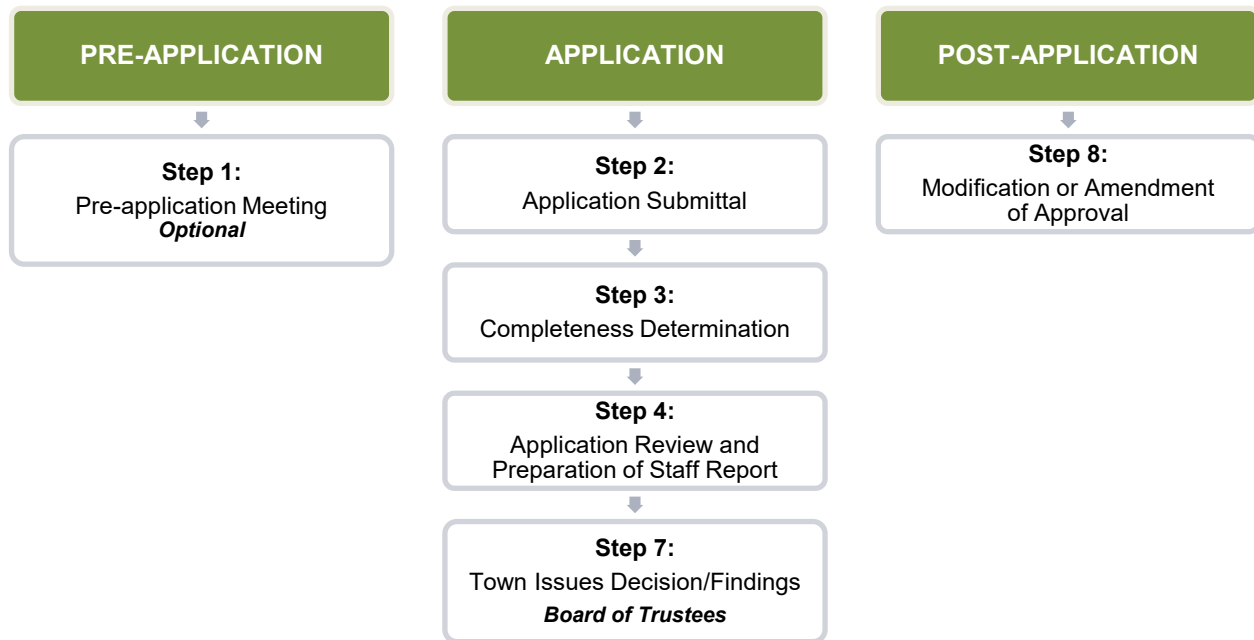 PRE-APPLICATION
Step 1:
Pre-application Meeting
Optional
APPLICATION
Step 2:
Application Submittal
Step 3:
Completeness Determination
Step 4:
Application Review and
Preparation of Staff Report
Step 7:
Town Issues Decision/Findings
Board of Trustees
POST-APPLICATION
Step 8:
Modification or Amendment
of Approval